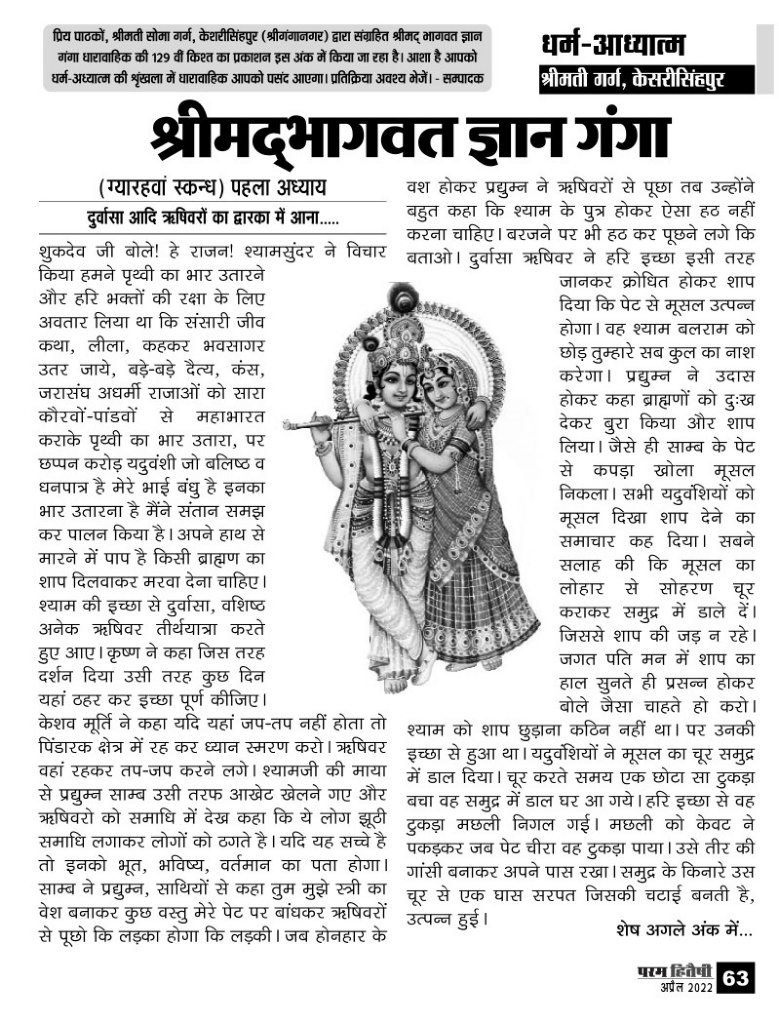 प्रिय पाठकों, श्रीमती सोमा गर्ग, केशरीसिंहपुर (श्रीगंगानगर) द्वारा संग्रहित श्रीमद् भागवत ज्ञान
गंगा धारावाहिक की 129 वीं किश्त का प्रकाशन इस अंक में किया जा रहा है। आशा है आपको
धर्म-अध्यात्म की शृंखला में धारावाहिक आपको पसंद आएगा। प्रतिक्रिया अवश्य भेजें। - सम्पादक
धर्म-आध्यात्म
श्रीमती गर्ग, केसरीसिंहपुर
श्रीमद्भागवत ज्ञान गंगा
(ग्यारहवां स्कन्ध) पहला अध्याय
दुर्वासा आदि ऋषिवरों का द्वारका में आना.....
शुकदेव जी बोले! हे राजन! श्यामसुंदर ने विचार
किया हमने पृथ्वी का भार उतारने
और हरि भक्तों की रक्षा के लिए
अवतार लिया था कि संसारी जीव
कथा, लीला, कहकर भवसागर
उतर जाये, बड़े-बड़े दैत्य, कंस,
जरासंघ अधर्मी राजाओं को सारा
कौरवों-पांडवों से महाभारत
कराके पृथ्वी का भार उतारा, पर
छप्पन करोड़ यदुवंशी जो बलिष्ठ व
धनपात्र है मेरे भाई बंधु है इनका
भार उतारना है मैंने संतान समझ
कर पालन किया है। अपने हाथ से
मारने में पाप है किसी ब्राह्मण का
शाप दिलवाकर मरवा देना चाहिए।
श्याम की इच्छा से दुर्वासा, वशिष्ठ
अनेक ऋषिवर तीर्थयात्रा करते
हुए आए। कृष्ण ने कहा जिस तरह
दर्शन दिया उसी तरह कुछ दिन
यहां ठहर कर इच्छा पूर्ण कीजिए।
केशव मूर्ति ने कहा यदि यहां जप-तप नहीं होता तो
पिंडारक क्षेत्र में रह कर ध्यान स्मरण करो। ऋषिवर
वहां रहकर तप-जप करने लगे। श्यामजी की माया
से प्रद्युम्न साम्ब उसी तरफ आखेट खेलने गए और
ऋषिवरो को समाधि में देख कहा कि ये लोग झूठी
समाधि लगाकर लोगों को ठगते है। यदि यह सच्चे है
तो इनको भूत, भविष्य, वर्तमान का पता होगा।
साम्ब ने प्रद्युम्न, साथियों से कहा तुम मुझे स्त्री का
वेश बनाकर कुछ वस्तु मेरे पेट पर बांधकर ऋषिवरों
से पूछो कि लड़का होगा कि लड़की। जब होनहार के
वश होकर प्रद्युम्न ने ऋषिवरों से पूछा तब उन्होंने
बहुत कहा कि श्याम के पुत्र होकर ऐसा हठ नहीं
करना चाहिए। बरजने पर भी हठ कर पूछने लगे कि
बताओ। दुर्वासा ऋषिवर ने हरि इच्छा इसी तरह
जानकर क्रोधित होकर शाप
दिया कि पेट से मूसल उत्पन्न
होगा। वह श्याम बलराम को
छोड़ तुम्हारे सब कुल का नाश
करेगा। प्रद्युम्न ने उदास
होकर कहा ब्राह्मणों को दुःख
देकर बुरा किया और शाप
लिया। जैसे ही साम्ब के पेट
से कपड़ा खोला मूसल
निकला। सभी यदुवंशियों को
मूसल दिखा शाप देने का
समाचार कह दिया। सबने
सलाह की कि मूसल का
लोहार से सोहरण चूर
कराकर समुद्र में डाले दें।
जिससे शाप की जड़ न रहे।
जगत पति मन में शाप का
हाल सुनते ही प्रसन्न होकर
बोले जैसा चाहते हो करो।
श्याम को शाप छुड़ाना कठिन नहीं था। पर उनकी
इच्छा से हुआ था। यदुवंशियों ने मूसल का चूर समुद्र
में डाल दिया। चूर करते समय एक छोटा सा टुकड़ा
बचा वह समुद्र में डाल घर आ गये। हरि इच्छा से वह
टुकड़ा मछली निगल गई। मछली को केवट ने
पकड़कर जब पेट चीरा वह टुकड़ा पाया। उसे तीर की
गांसी बनाकर अपने पास रखा। समुद्र के किनारे उस
चूर से एक घास सरपत जिसकी चटाई बनती है,
उत्पन्न हुई।
शेष अगले अंक में...
परम हितैषी
अप्रैल 2022
63